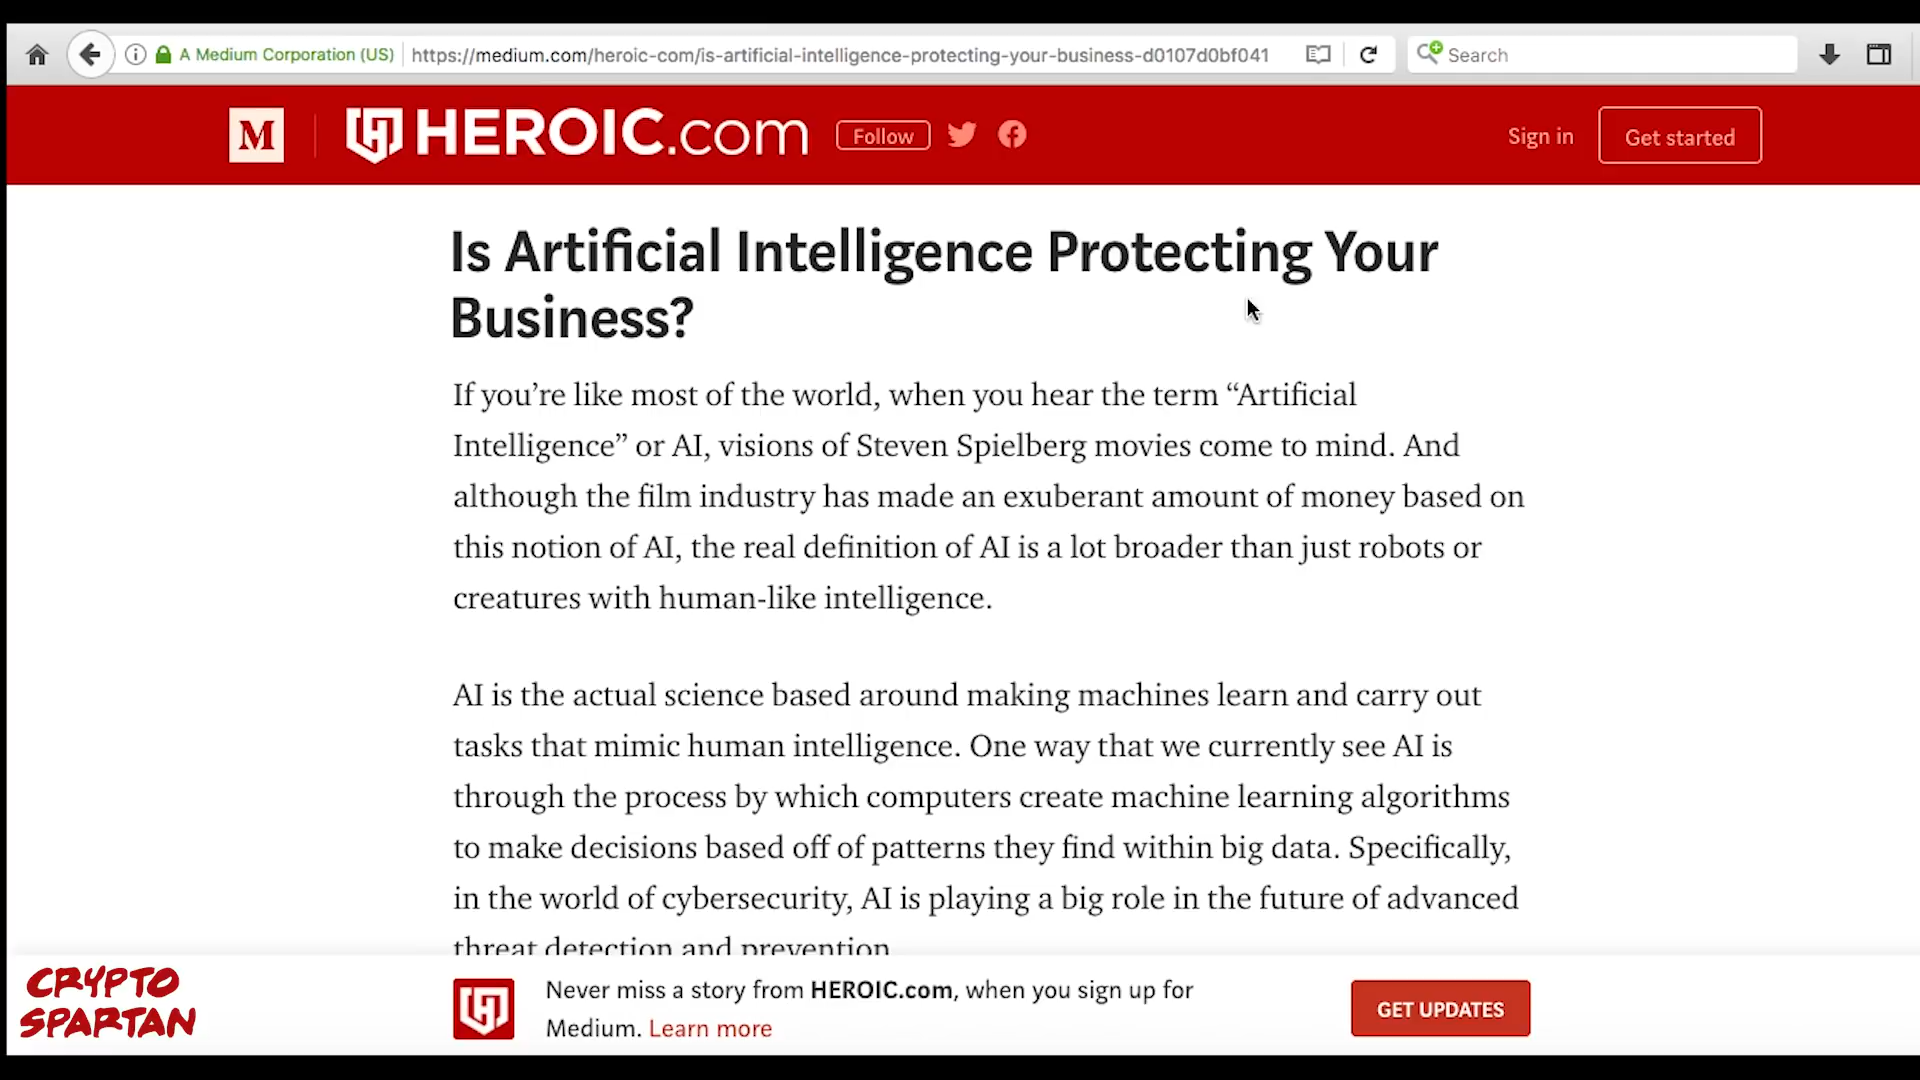 A Medium Corporation (US) https://medium.com/heroic-com/is-artificial-intelligence-protecting-your-business-d0107d0bf041 Search
M HEROIC.com Follow Sign in Get started
Is Artificial Intelligence Protecting Your
Business?
If you’re like most of the world, when you hear the term “Artificial
Intelligence” or AI, visions of Steven Spielberg movies come to mind. And
although the film industry has made an exuberant amount of money based on
this notion of AI, the real definition of AI is a lot broader than just robots or
creatures with human-like intelligence.
AI is the actual science based around making machines learn and carry out
tasks that mimic human intelligence. One way that we currently see AI is
through the process by which computers create machine learning algorithms
to make decisions based off of patterns they find within big data. Specifically,
in the world of cybersecurity, AI is playing a big role in the future of advanced
threat detection and prevention
Never miss a story from HEROIC.com, when you sign up for
Medium. Learn more
GET UPDATES
CRYPTO
SPARTAN